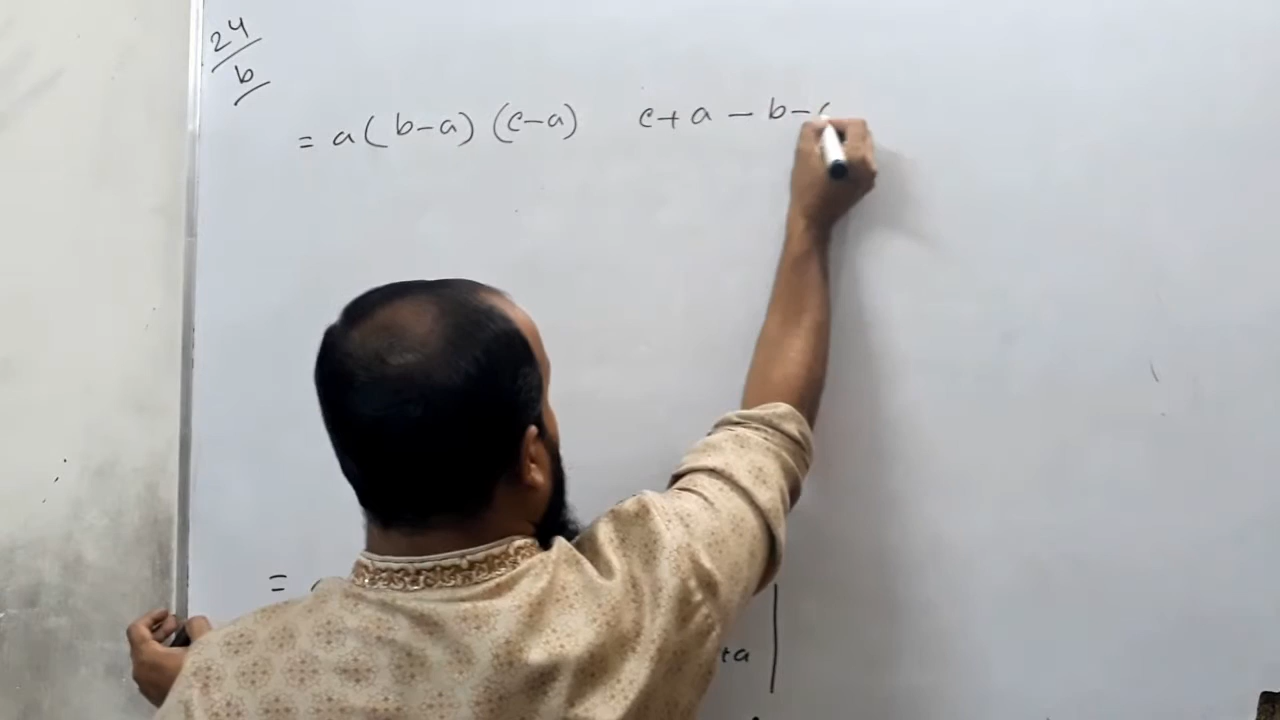 24
b
= a(b-a) (c-a) c+a-b-
=
+a